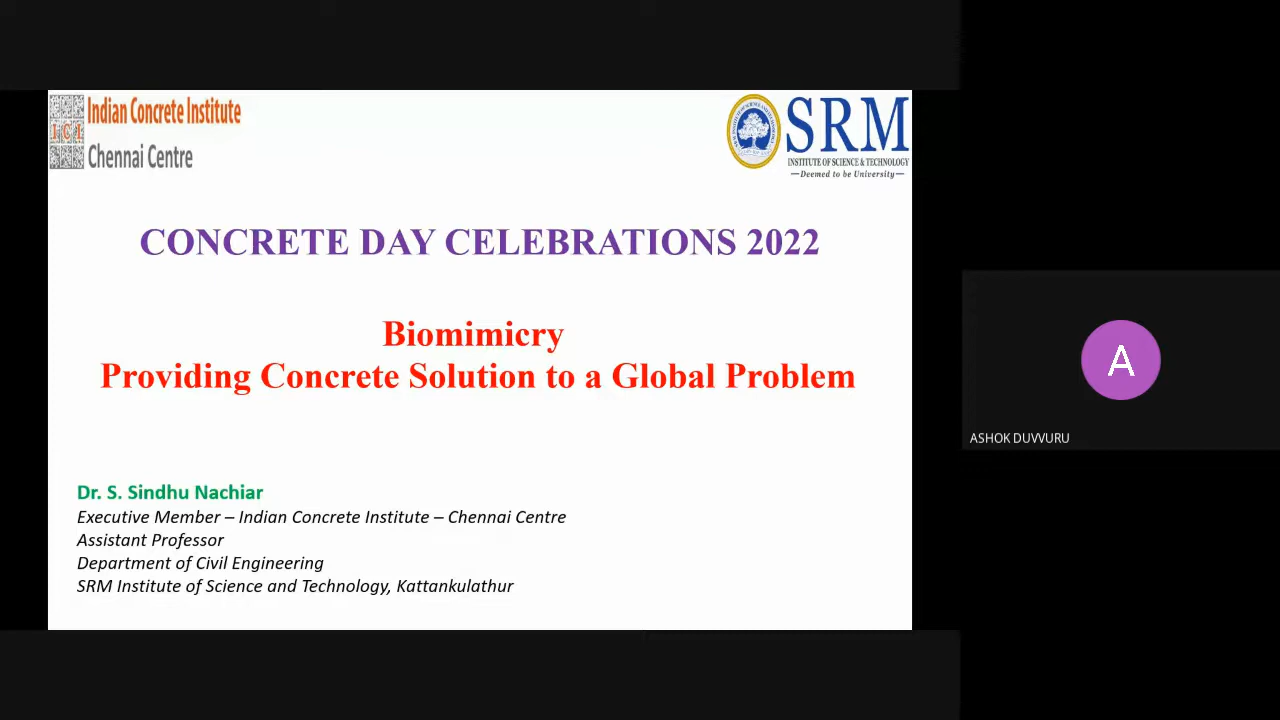 Indian Concrete Institute
ICI
Chennai Centre
SRM
INSTITUTE OF SCIENCE & TECHNOLOGY
—Deemed to be University—
CONCRETE DAY CELEBRATIONS 2022
Biomimicry
Providing Concrete Solution to a Global Problem
A
ASHOK DUVVURU
Dr. S. Sindhu Nachiar
Executive Member – Indian Concrete Institute – Chennai Centre
Assistant Professor
Department of Civil Engineering
SRM Institute of Science and Technology, Kattankulathur